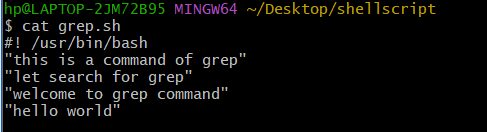 hp@LAPTOP-2JM72B95 MINGW64 ~/Desktop/shellscript
$ cat grep.sh
#! /usr/bin/bash
"this is a command of grep"
"let search for grep"
"welcome to grep command"
"hello world"